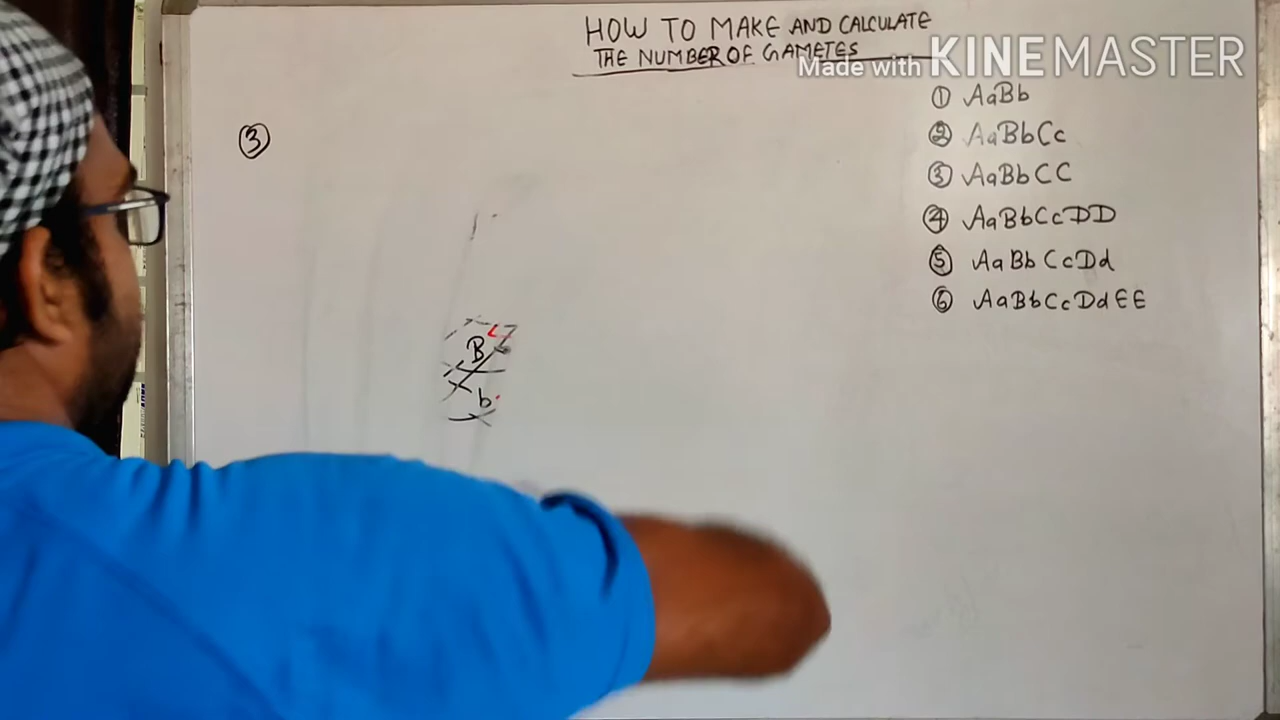 HOW TO MAKE AND CALCULATE
THE NUMBER OF GAMETES
Made with KINEMASTER
① AaBb
② AaBbCc
③ AaBbCC
④ AaBbCcDD
⑤ AaBbCcDd
⑥ AaBbCcDdEE
③
B
b